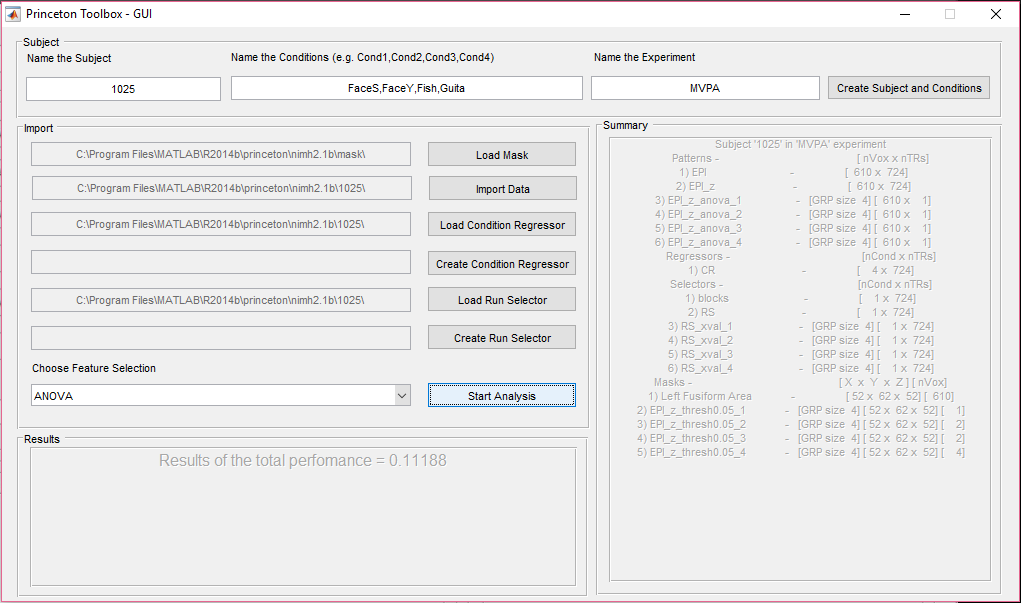 Princeton Toolbox - GUI
Subject
Name the Subject
Name the Conditions (e.g. Cond1,Cond2,Cond3,Cond4)
Name the Experiment
1025
FaceS,FaceY,Fish,Guita
MVPA
Create Subject and Conditions
Import
C:\Program Files\MATLAB\R2014b\princeton\nimh2.1b\mask\
Load Mask
C:\Program Files\MATLAB\R2014b\princeton\nimh2.1b\1025\
Import Data
C:\Program Files\MATLAB\R2014b\princeton\nimh2.1b\1025\
Load Condition Regressor
Create Condition Regressor
C:\Program Files\MATLAB\R2014b\princeton\nimh2.1b\1025\
Load Run Selector
Create Run Selector
Choose Feature Selection
ANOVA
Start Analysis
Results
Results of the total perfomance = 0.11188
Summary
Subject '1025' in 'MVPA' experiment
Patterns - [ nVox x nTRs]
1) EPI - [ 610 x 724]
2) EPI_z - [ 610 x 724]
3) EPI_z_anova_1 - [GRP size 4] [ 610 x 1]
4) EPI_z_anova_2 - [GRP size 4] [ 610 x 1]
5) EPI_z_anova_3 - [GRP size 4] [ 610 x 1]
6) EPI_z_anova_4 - [GRP size 4] [ 610 x 1]
Regressors - [nCond x nTRs]
1) CR - [ 4 x 724]
Selectors - [nCond x nTRs]
1) blocks - [ 1 x 724]
2) RS - [ 1 x 724]
3) RS_xval_1 - [GRP size 4] [ 1 x 724]
4) RS_xval_2 - [GRP size 4] [ 1 x 724]
5) RS_xval_3 - [GRP size 4] [ 1 x 724]
6) RS_xval_4 - [GRP size 4] [ 1 x 724]
Masks - [ X x Y x Z ] [ nVox]
1) Left Fusiform Area - [ 52 x 62 x 52] [ 610]
2) EPI_z_thresh0.05_1 - [GRP size 4] [ 52 x 62 x 52] [ 1]
3) EPI_z_thresh0.05_2 - [GRP size 4] [ 52 x 62 x 52] [ 2]
4) EPI_z_thresh0.05_3 - [GRP size 4] [ 52 x 62 x 52] [ 2]
5) EPI_z_thresh0.05_4 - [GRP size 4] [ 52 x 62 x 52] [ 4]